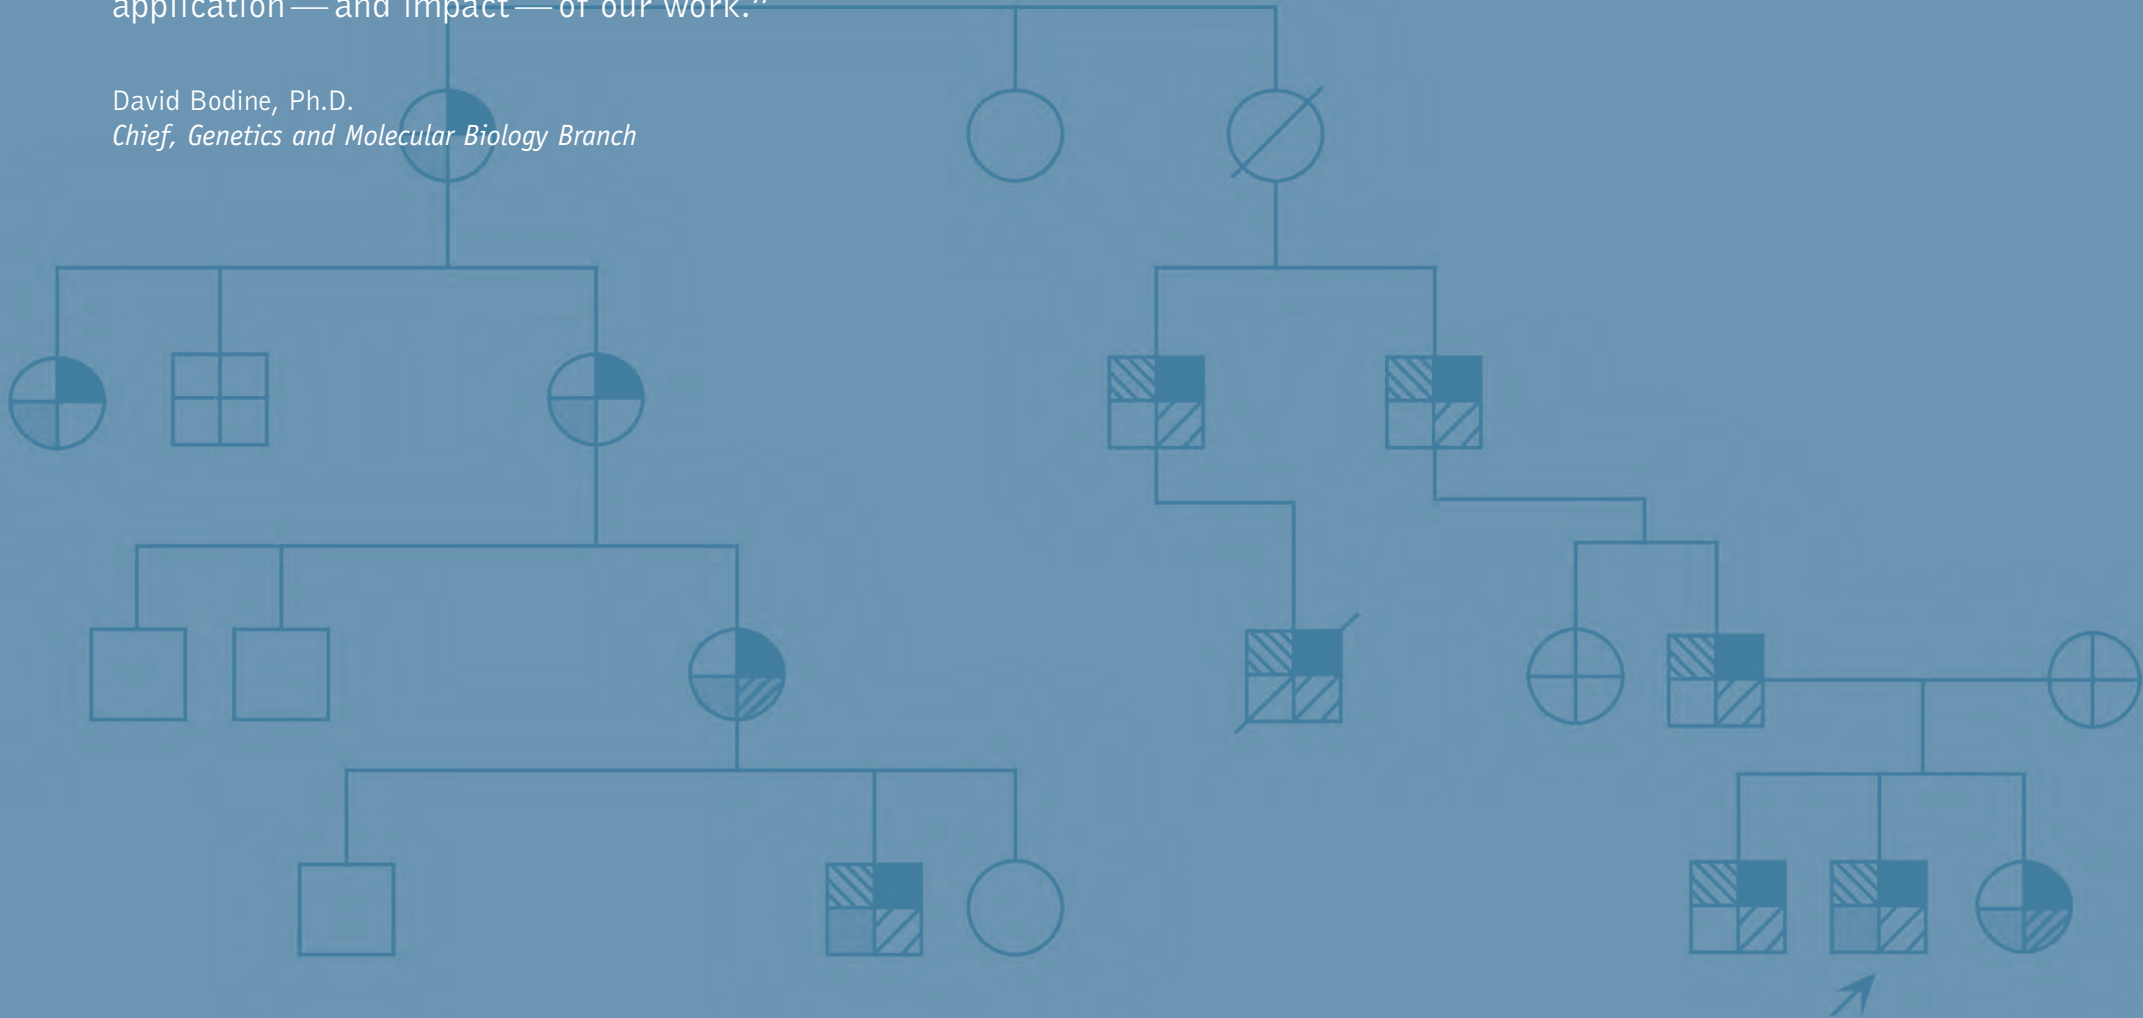 application — and impact — of our work.”
David Bodine, Ph.D.
Chief, Genetics and Molecular Biology Branch